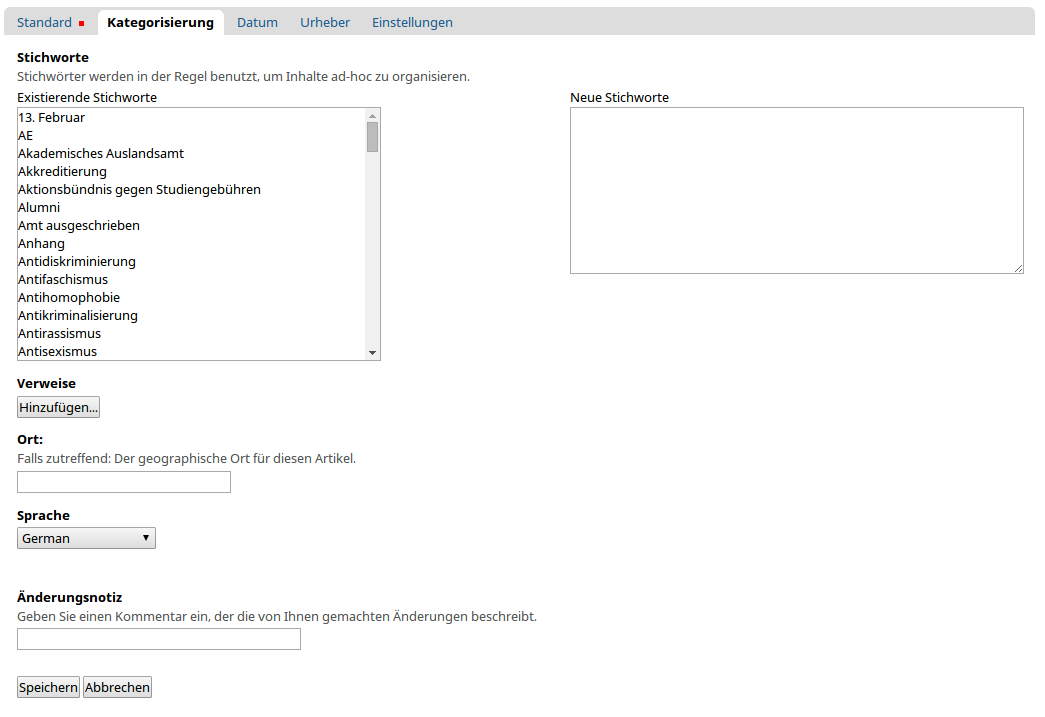 Standard Kategorisierung Datum Urheber Einstellungen
Stichworte
Stichwörter werden in der Regel benutzt, um Inhalte ad-hoc zu organisieren.
Existierende Stichworte
13. Februar
AE
Akademisches Auslandsamt
Akkreditierung
Aktionsbündnis gegen Studiengebühren
Alumni
Amt ausgeschrieben
Anhang
Antidiskriminierung
Antifaschismus
Antihomophobie
Antikriminalisierung
Antirassismus
Antisexismus
Neue Stichworte
Verweise
Hinzufügen...
Ort:
Falls zutreffend: Der geographische Ort für diesen Artikel.
Sprache
German
Änderungsnotiz
Geben Sie einen Kommentar ein, der die von Ihnen gemachten Änderungen beschreibt.
Speichern Abbrechen